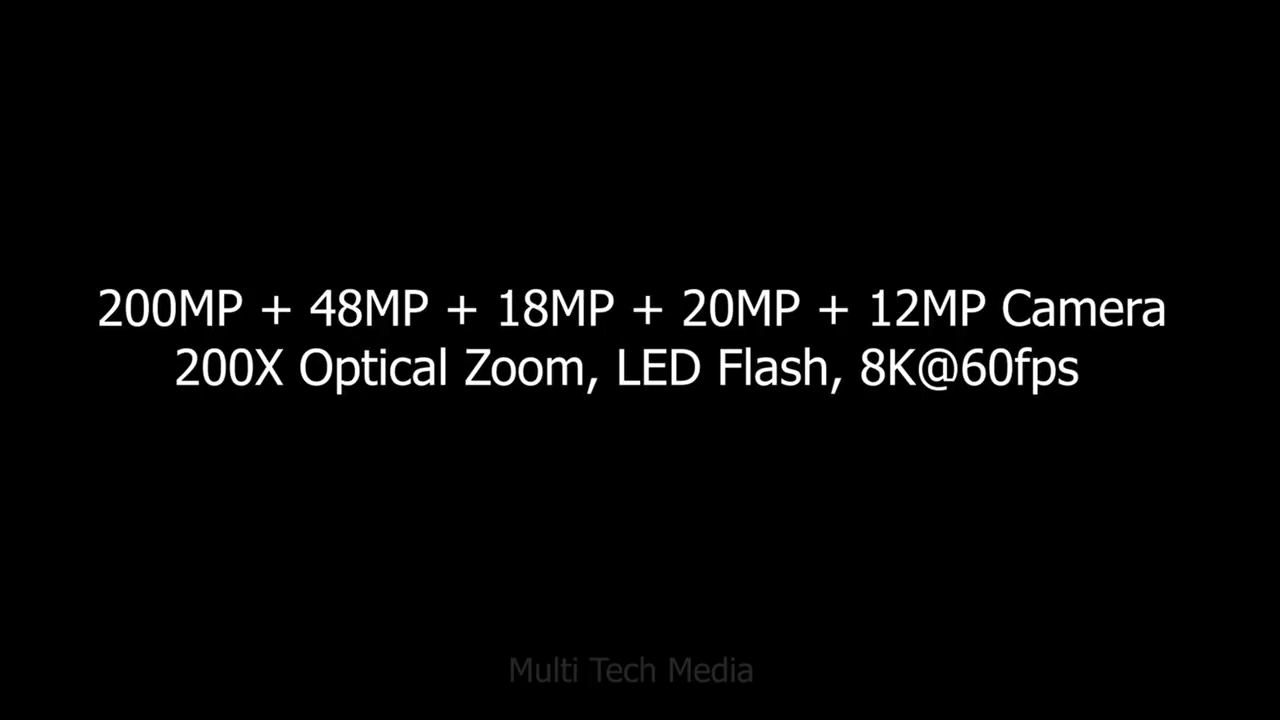 200MP + 48MP + 18MP + 20MP + 12MP Camera
200X Optical Zoom, LED Flash, 8K@60fps
Multi Tech Media